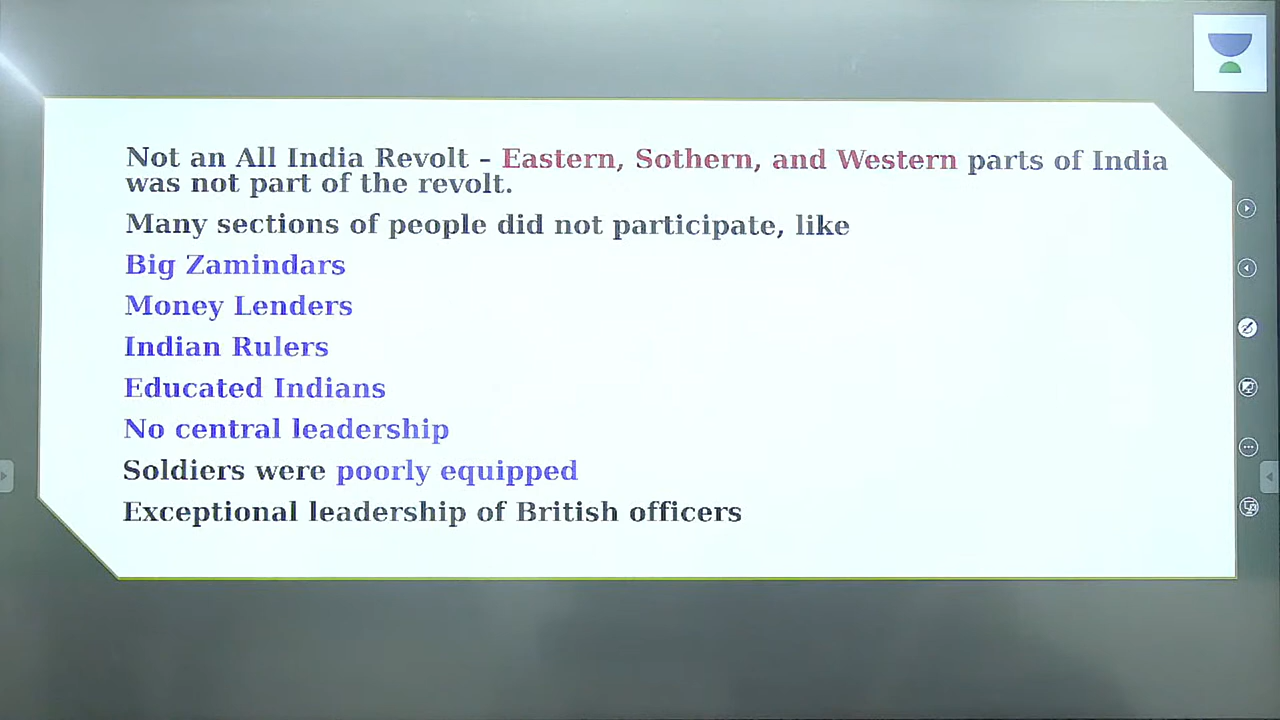 Not an All India Revolt – Eastern, Sothern, and Western parts of India
was not part of the revolt.
Many sections of people did not participate, like
Big Zamindars
Money Lenders
Indian Rulers
Educated Indians
No central leadership
Soldiers were poorly equipped
Exceptional leadership of British officers